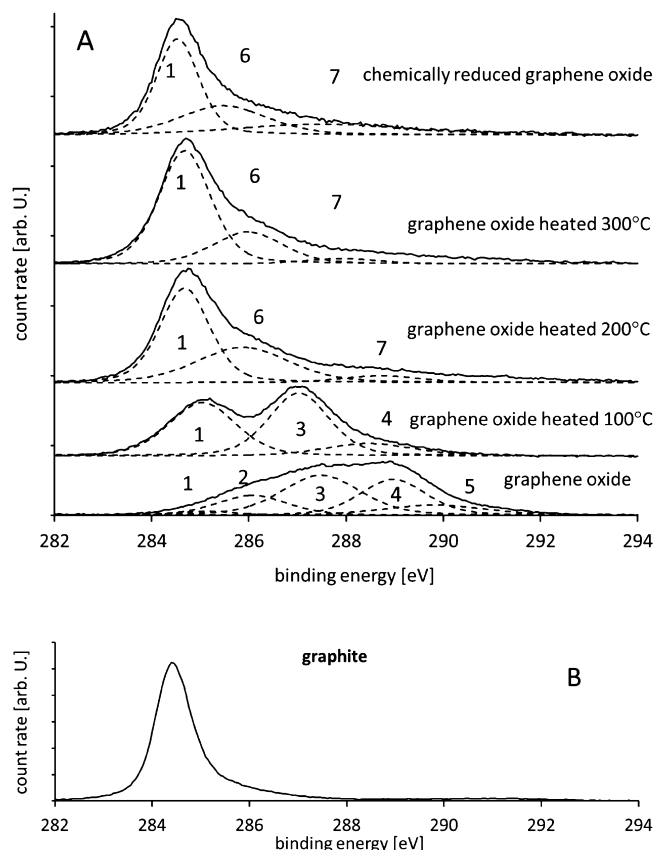 A
6
1
7
chemically reduced graphene oxide
6
1
7
graphene oxide heated 300°C
6
1
7
graphene oxide heated 200°C
1
3
4
graphene oxide heated 100°C
1
2
3
4
5
graphene oxide
count rate [arb. U.]
282 284 286 288 290 292 294
binding energy [eV]
graphite
B
count rate [arb. U.]
282 284 286 288 290 292 294
binding energy [eV]